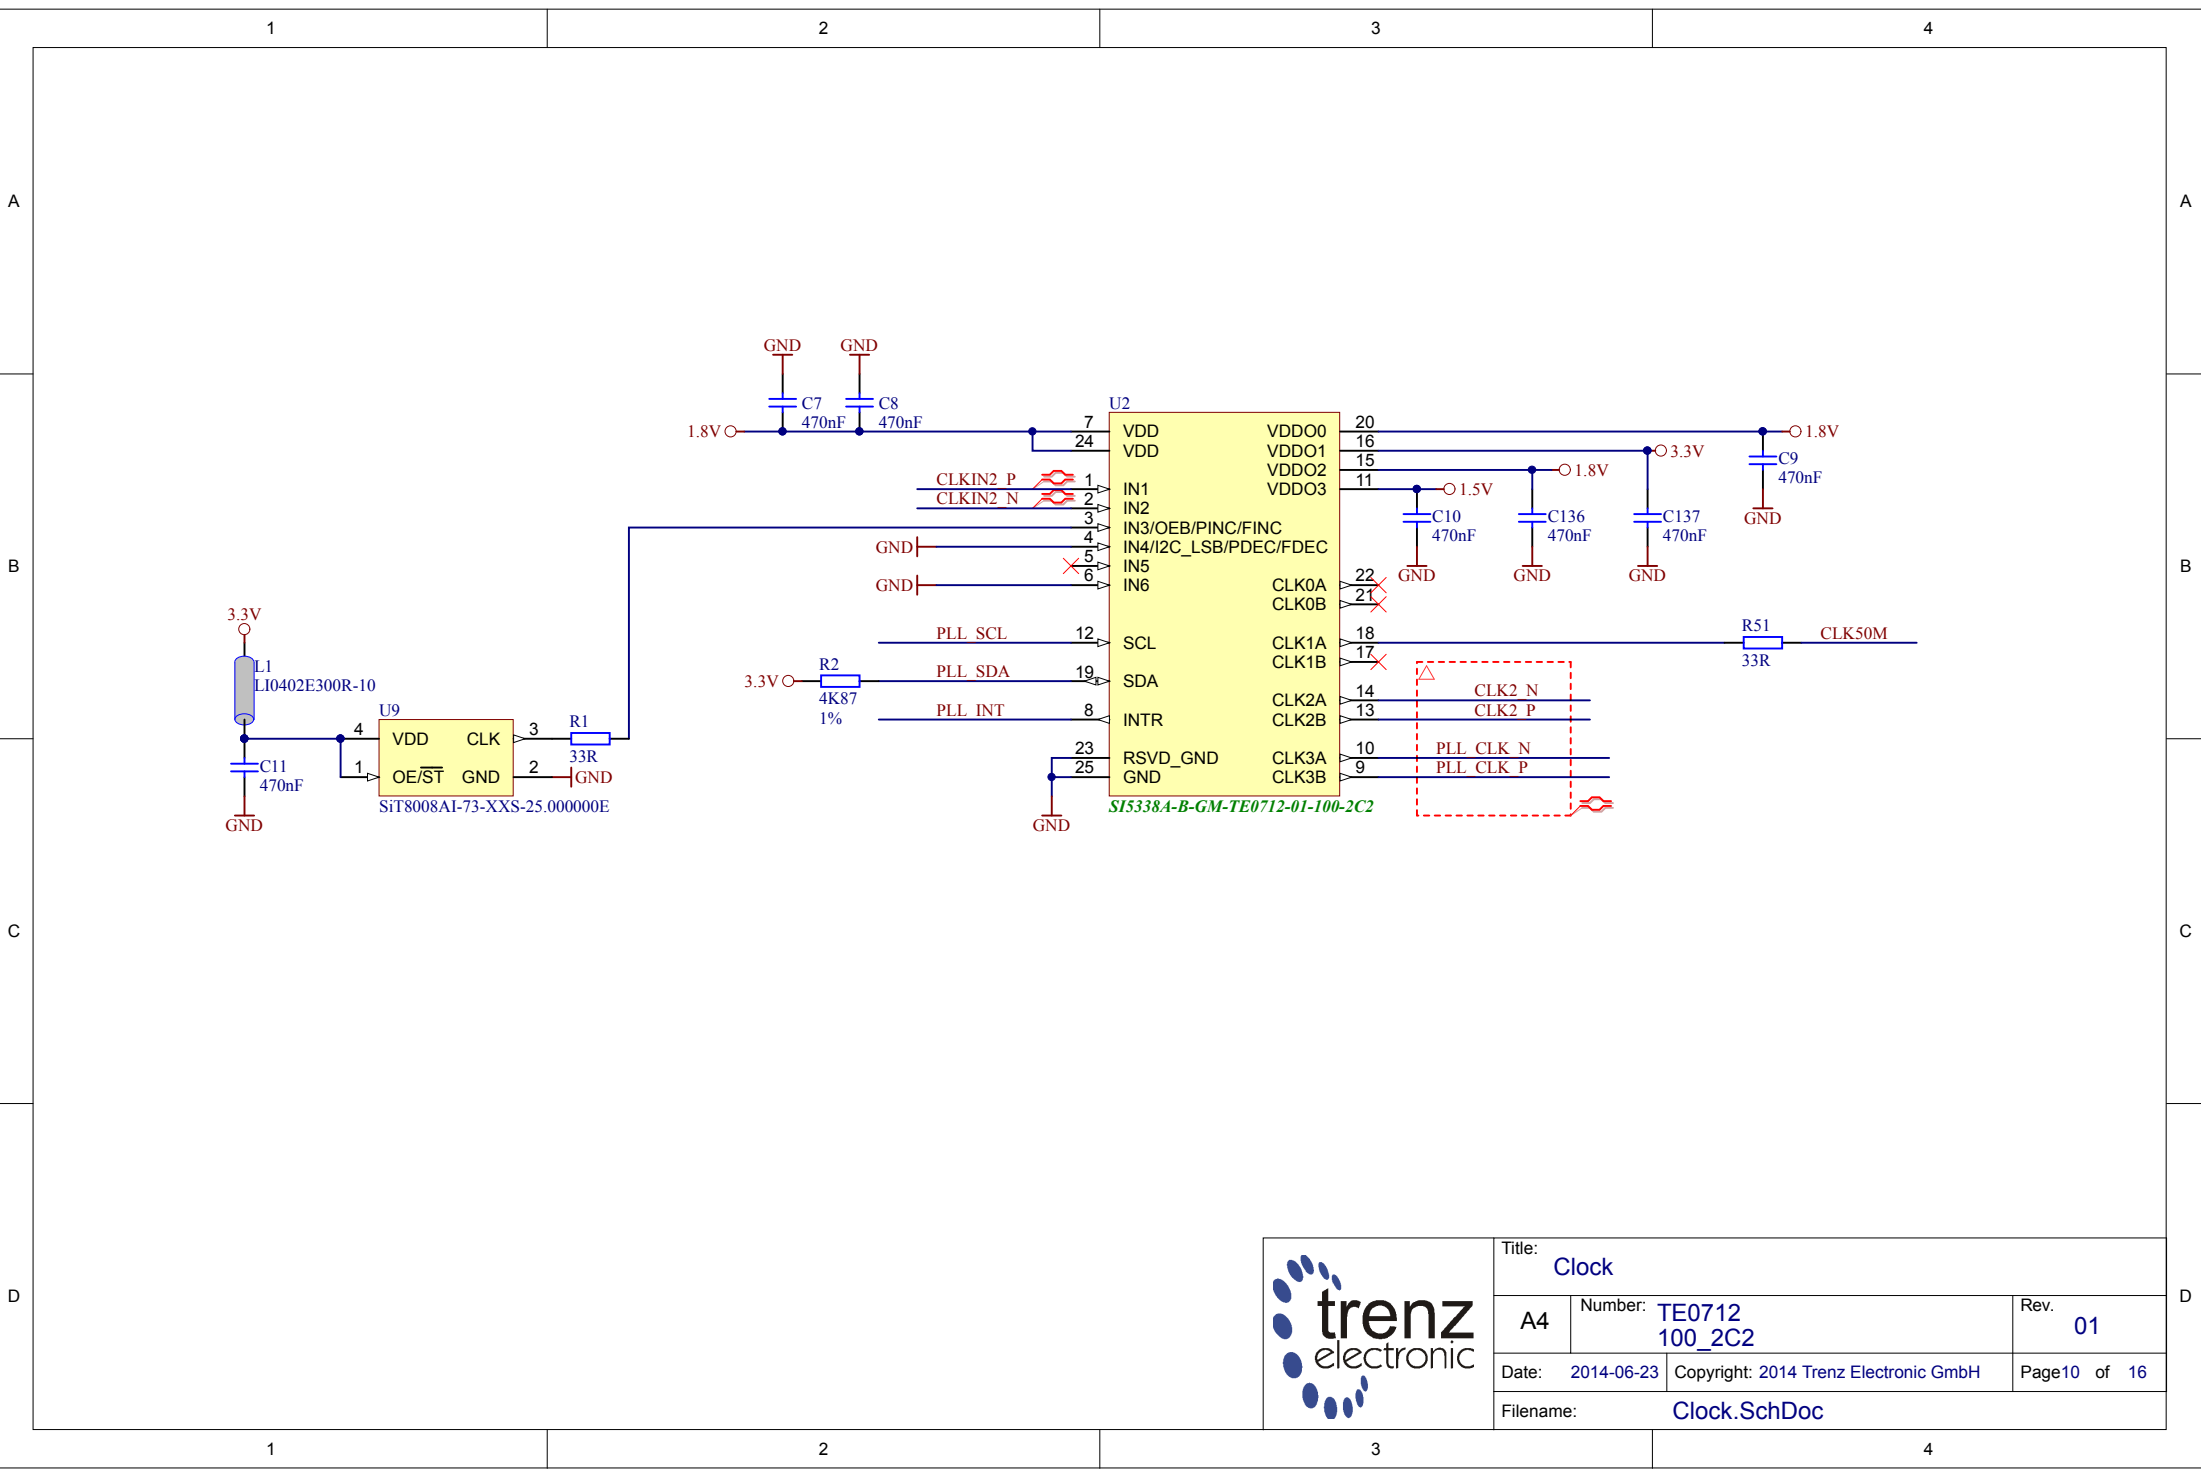 1 2 3 4
A A
GND GND
C7 C8
470nF 470nF
1.8V
U2
7 VDD VDDO0 20 1.8V
24 VDD VDDO1 16 3.3V
VDDO2 15 1.8V
CLKIN2_P 1 IN1 VDDO3 11 1.5V
CLKIN2_N 2 IN2
3 IN3/OEB/PINC/FINC
GND 4 IN4/I2C_LSB/PDEC/FDEC
5 IN5
GND 6 IN6
C9
470nF
GND
C10 C136 C137
470nF 470nF 470nF
GND GND GND
B B
CLK0A 22
CLK0B 21
PLL_SCL 12 SCL CLK1A 18 R51 CLK50M
33R
CLK1B 17
3.3V R2 PLL_SDA 19 SDA
4K87
1%
CLK2A 14 CLK2_N
PLL_INT 8 INTR CLK2B 13 CLK2_P
23 RSVD_GND CLK3A 10 PLL_CLK_N
25 GND CLK3B 9 PLL_CLK_P
SI5338A-B-GM-TE0712-01-100-2C2
GND
3.3V
L1
LI0402E300R-10
U9
4 VDD CLK 3 R1
33R
1 OE/ST GND 2 GND
SiT8008AI-73-XXS-25.000000E
C11
470nF
GND
C C
D D
trenz
electronic
Title:
Clock
A4 Number: TE0712
100_2C2
Rev.
01
Date: 2014-06-23 Copyright: 2014 Trenz Electronic GmbH Page10 of 16
Filename: Clock.SchDoc
1 2 3 4